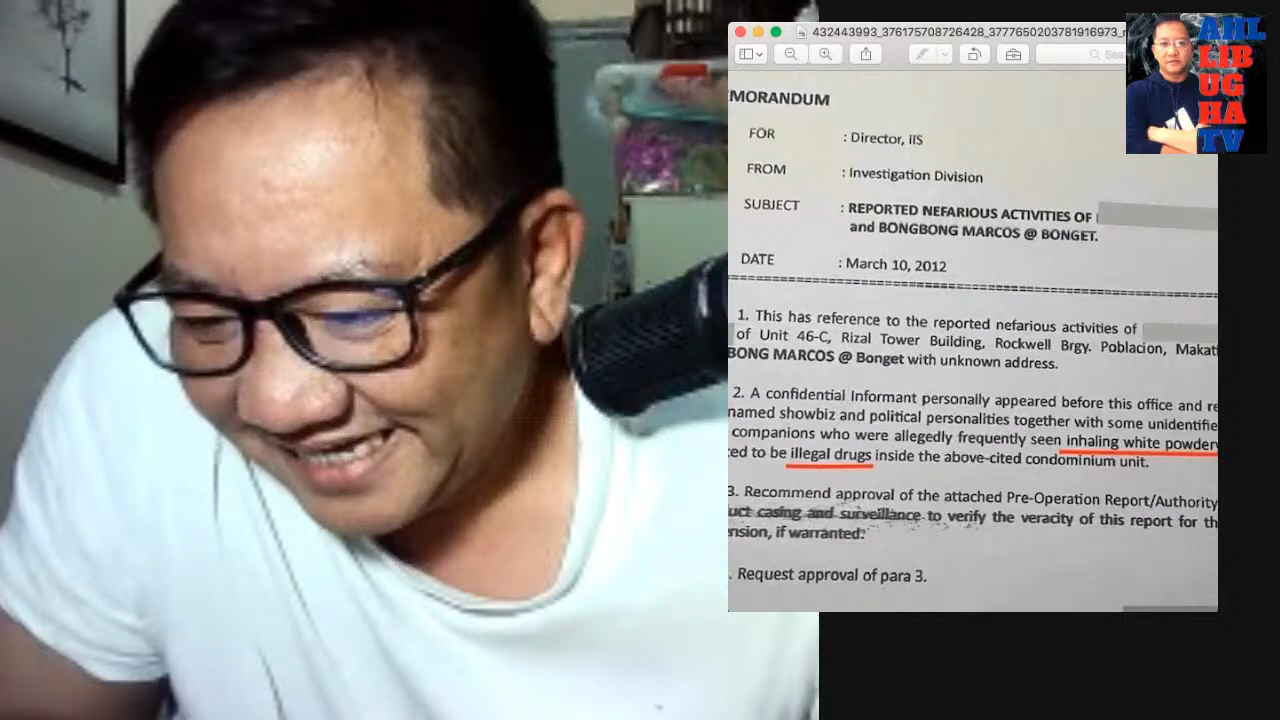 432443993_376175708726428_3777650203781916973_
AHL
LIB
UG
HA
TV
MORANDUM
FOR : Director, IIS
FROM : Investigation Division
SUBJECT : REPORTED NEFARIOUS ACTIVITIES OF
and BONGBONG MARCOS @ BONGET.
DATE : March 10, 2012
==========
1. This has reference to the reported nefarious activities of
of Unit 46-C, Rizal Tower Building, Rockwell Brgy. Poblacion, Makat
BONG MARCOS @ Bonget with unknown address.
2. A confidential Informant personally appeared before this office and re
named showbiz and political personalities together with some unidentifie
companions who were allegedly frequently seen inhaling white powder
ed to be illegal drugs inside the above-cited condominium unit.
3. Recommend approval of the attached Pre-Operation Report/Authority
uct casing and surveillance to verify the veracity of this report for th
ension, if warranted.
. Request approval of para 3.